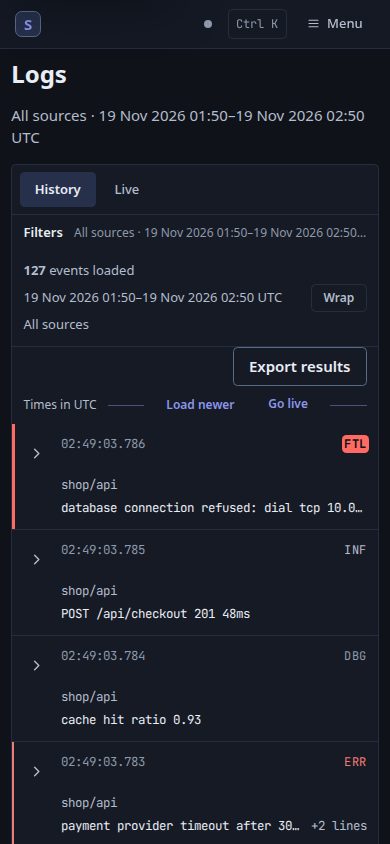 S
Ctrl K
Menu
Logs
All sources · 19 Nov 2026 01:50–19 Nov 2026 02:50
UTC
History Live
Filters All sources · 19 Nov 2026 01:50–19 Nov 2026 02:50...
127 events loaded
19 Nov 2026 01:50–19 Nov 2026 02:50 UTC
Wrap
All sources
Export results
Times in UTC Load newer Go live
02:49:03.786 FTL
shop/api
database connection refused: dial tcp 10.0…
02:49:03.785 INF
shop/api
POST /api/checkout 201 48ms
02:49:03.784 DBG
shop/api
cache hit ratio 0.93
02:49:03.783 ERR
shop/api
payment provider timeout after 30… +2 lines